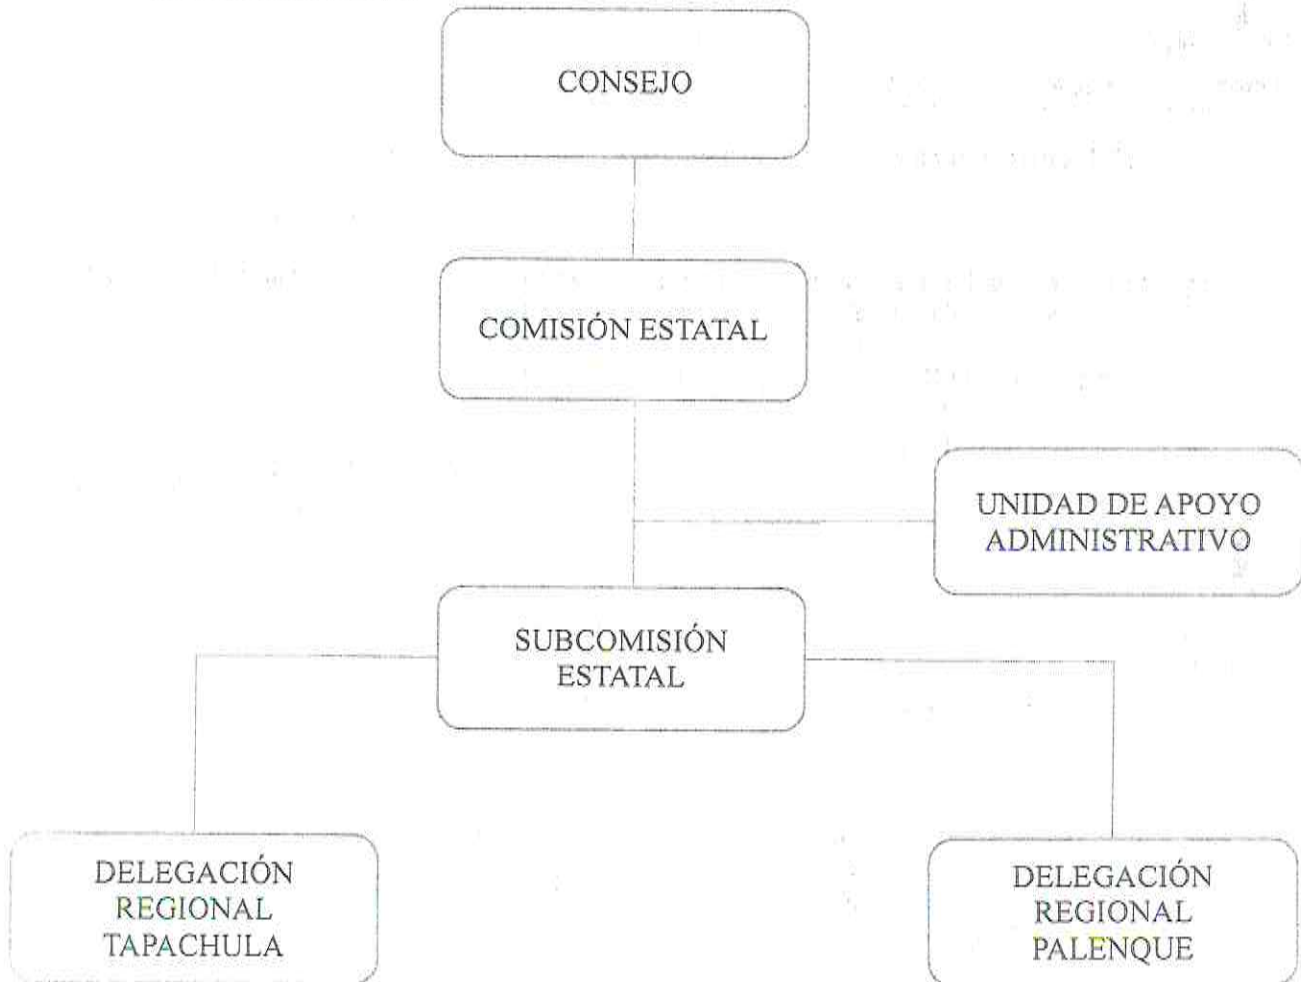 CONSEJO
COMISIÓN ESTATAL
UNIDAD DE APOYO
ADMINISTRATIVO
SUBCOMISIÓN
ESTATAL
DELEGACIÓN
REGIONAL
TAPACHULA
DELEGACIÓN
REGIONAL
PALENQUE